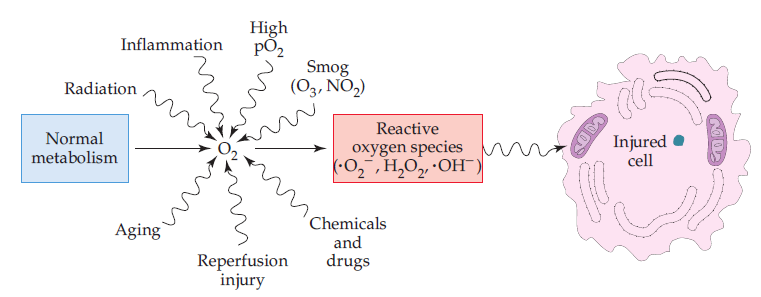 High
pO₂
Inflammation
Smog
(O₃, NO₂)
Radiation
Normal
metabolism
O₂
Reactive
oxygen species
(·O₂⁻, H₂O₂, ·OH⁻)
Injured
cell
Aging
Chemicals
and
drugs
Reperfusion
injury